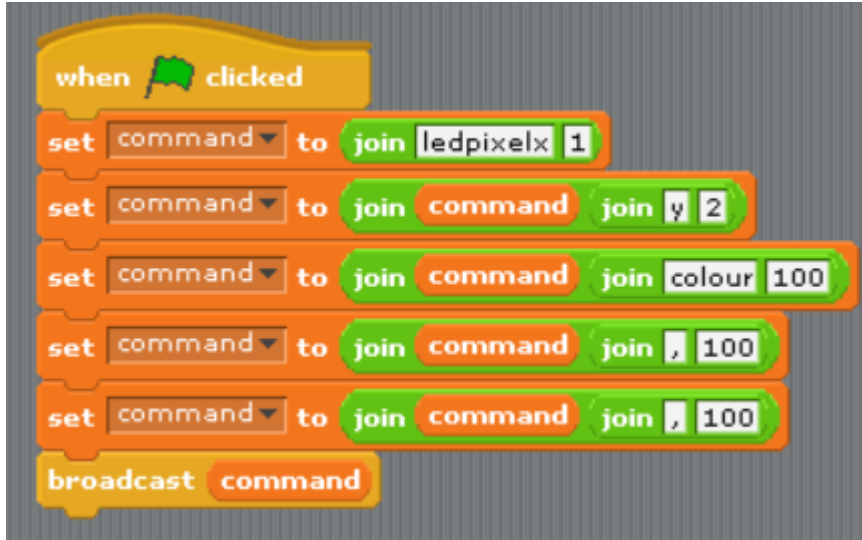 when clicked
set command to join ledpixelx 1
set command to join command join y 2
set command to join command join colour 100
set command to join command join , 100
set command to join command join , 100
broadcast command